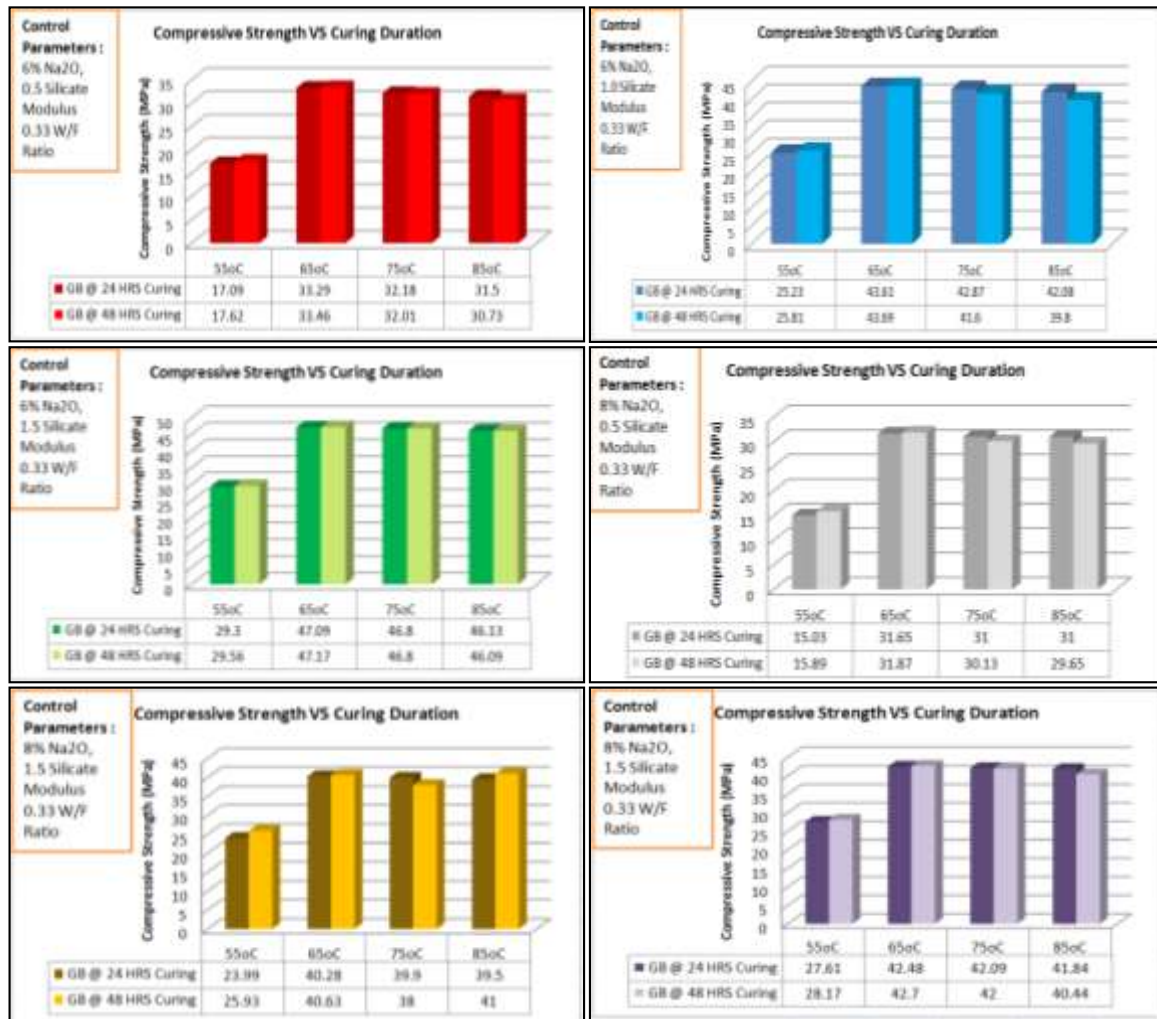 Control
Parameters :
6% Na2O,
0.5 Silicate
Modulus
0.33 W/F
Ratio
Compressive Strength VS Curing Duration
Compressive Strength (MPa)
35
30
25
20
15
10
5
0
55oC 65oC 75oC 85oC
GB @ 24 HRS Curing 17.09 33.29 32.18 31.5
GB @ 48 HRS Curing 17.62 33.46 32.01 30.73
Control
Parameters :
6% Na2O,
1.0 Silicate
Modulus
0.33 W/F
Ratio
Compressive Strength VS Curing Duration
Compressive Strength (MPa)
45
40
35
30
25
20
15
10
5
0
55oC 65oC 75oC 85oC
GB @ 24 HRS Curing 25.23 43.61 42.87 42.08
GB @ 48 HRS Curing 25.81 43.69 41.6 39.8
Control
Parameters :
6% Na2O,
1.5 Silicate
Modulus
0.33 W/F
Ratio
Compressive Strength VS Curing Duration
Compressive Strength (MPa)
50
45
40
35
30
25
20
15
10
5
0
55oC 65oC 75oC 85oC
GB @ 24 HRS Curing 29.3 47.09 46.8 46.13
GB @ 48 HRS Curing 29.56 47.17 46.8 46.09
Control
Parameters :
8% Na2O,
0.5 Silicate
Modulus
0.33 W/F
Ratio
Compressive Strength VS Curing Duration
Compressive Strength (MPa)
35
30
25
20
15
10
5
0
55oC 65oC 75oC 85oC
GB @ 24 HRS Curing 15.03 31.65 31 31
GB @ 48 HRS Curing 15.89 31.87 30.13 29.65
Control
Parameters :
8% Na2O,
1.5 Silicate
Modulus
0.33 W/F
Ratio
Compressive Strength VS Curing Duration
Compressive Strength (MPa)
45
40
35
30
25
20
15
10
5
0
55oC 65oC 75oC 85oC
GB @ 24 HRS Curing 23.99 40.28 39.9 39.5
GB @ 48 HRS Curing 25.93 40.63 38 41
Control
Parameters :
8% Na2O,
1.5 Silicate
Modulus
0.33 W/F
Ratio
Compressive Strength VS Curing Duration
Compressive Strength (MPa)
45
40
35
30
25
20
15
10
5
0
55oC 65oC 75oC 85oC
GB @ 24 HRS Curing 27.61 42.48 42.09 41.84
GB @ 48 HRS Curing 28.17 42.7 42 40.44